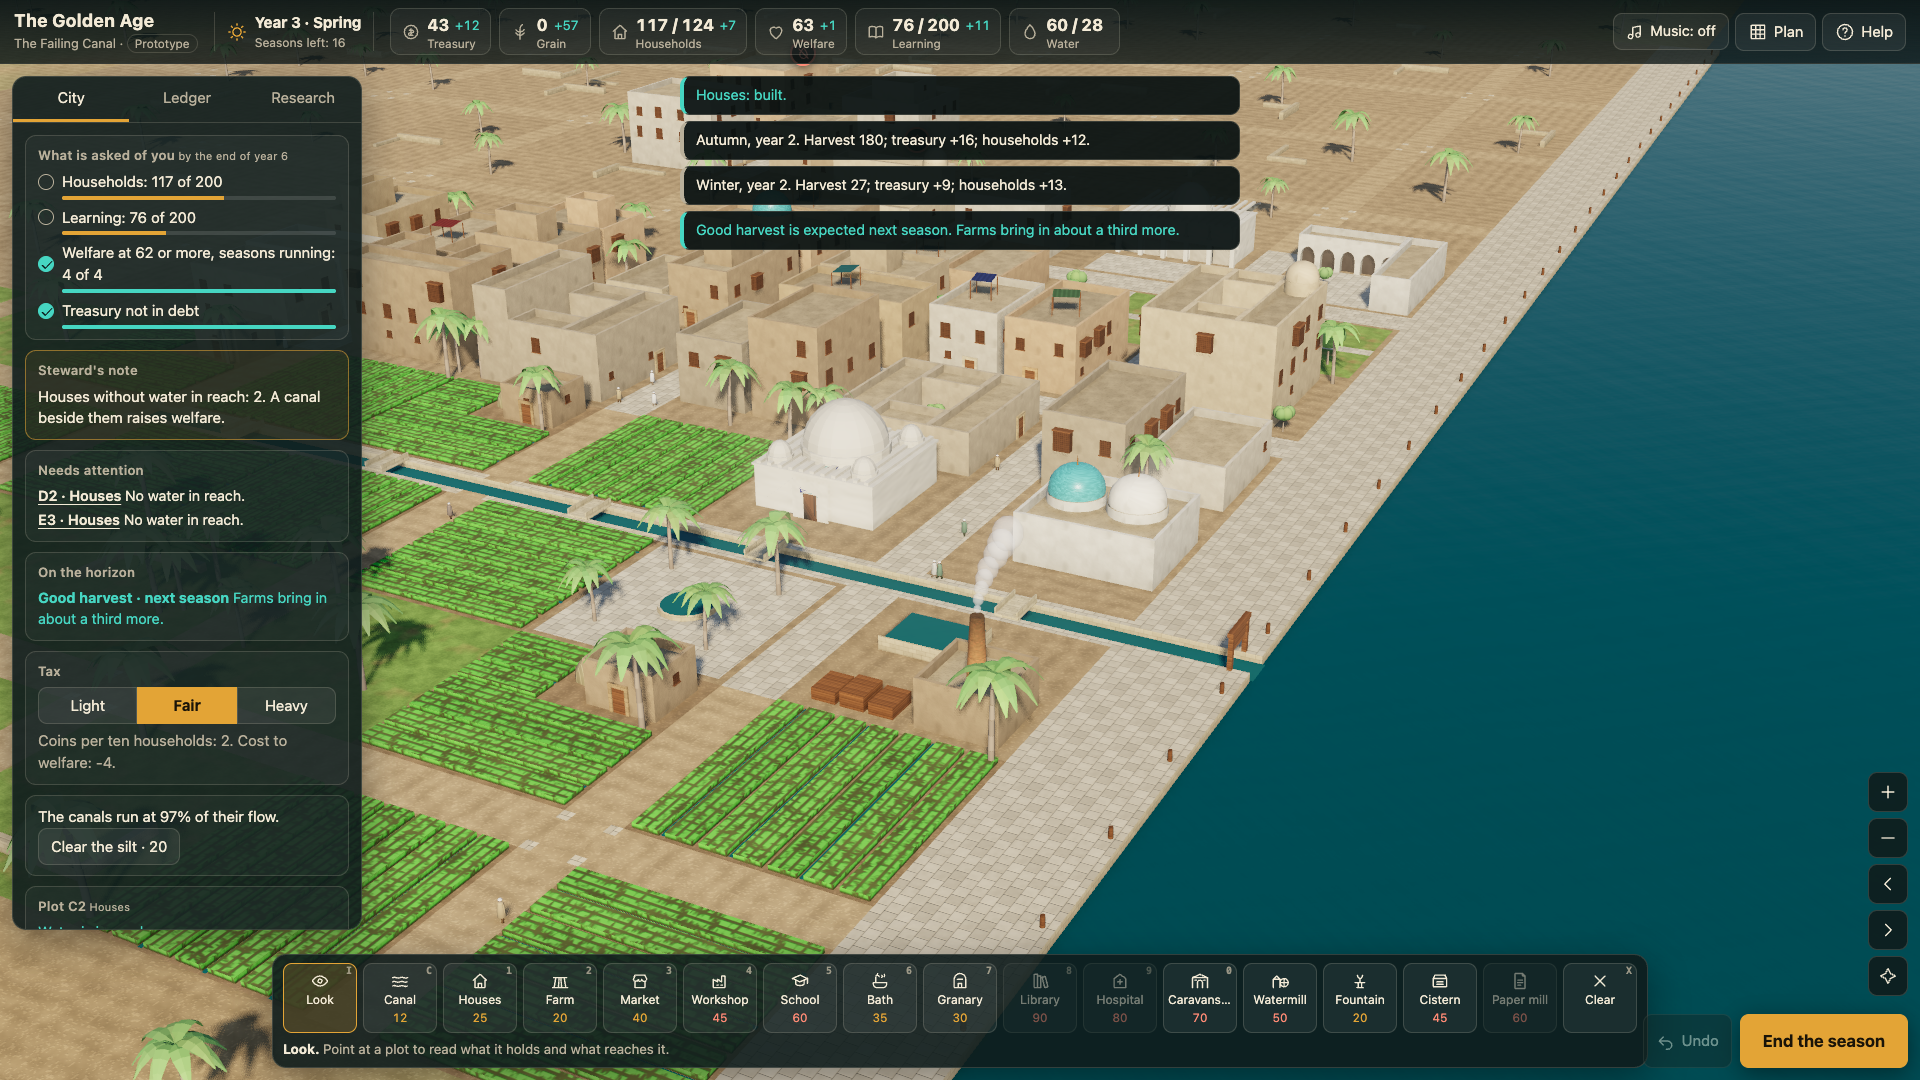 The Golden Age
The Failing Canal · Prototype
Year 3 · Spring
Seasons left: 16
43 +12
Treasury
0 +57
Grain
117 / 124 +7
Households
63 +1
Welfare
76 / 200 +11
Learning
60 / 28
Water
Music: off
Plan
Help
City
Ledger
Research
What is asked of you by the end of year 6
Households: 117 of 200
Learning: 76 of 200
Welfare at 62 or more, seasons running:
4 of 4
Treasury not in debt
Steward's note
Houses without water in reach: 2. A canal
beside them raises welfare.
Needs attention
D2 · Houses No water in reach.
E3 · Houses No water in reach.
On the horizon
Good harvest · next season Farms bring in
about a third more.
Tax
Light
Fair
Heavy
Coins per ten households: 2. Cost to
welfare: -4.
The canals run at 97% of their flow.
Clear the silt · 20
Plot C2 Houses
Houses: built.
Autumn, year 2. Harvest 180; treasury +16; households +12.
Winter, year 2. Harvest 27; treasury +9; households +13.
Good harvest is expected next season. Farms bring in about a third more.
I
Look
C
Canal
12
1
Houses
25
2
Farm
20
3
Market
40
4
Workshop
45
5
School
60
6
Bath
35
7
Granary
30
8
Library
90
9
Hospital
80
0
Caravans...
70
Watermill
50
Fountain
20
Cistern
45
Paper mill
60
X
Clear
Look. Point at a plot to read what it holds and what reaches it.
Undo
End the season